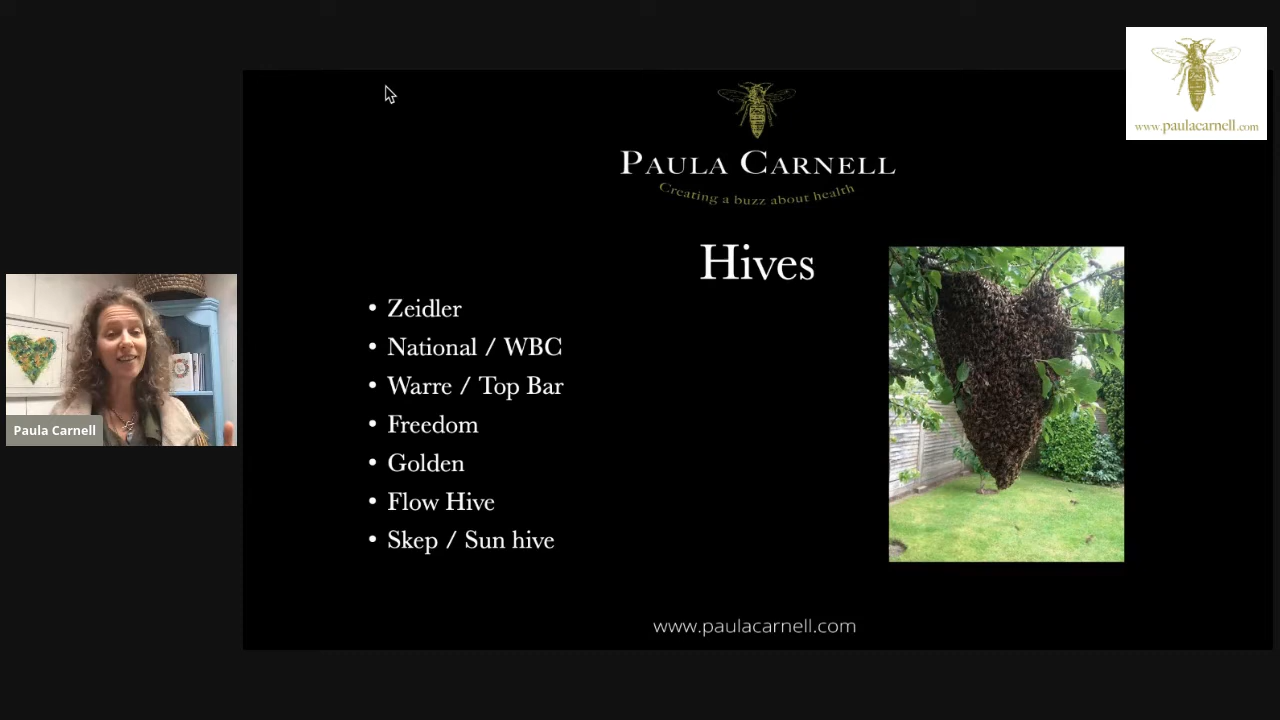 www.paulacarnell.com
PAULA CARNELL
Creating a buzz about health
Hives
• Zeidler
• National / WBC
• Warre / Top Bar
• Freedom
• Golden
• Flow Hive
• Skep / Sun hive
Paula Carnell
www.paulacarnell.com